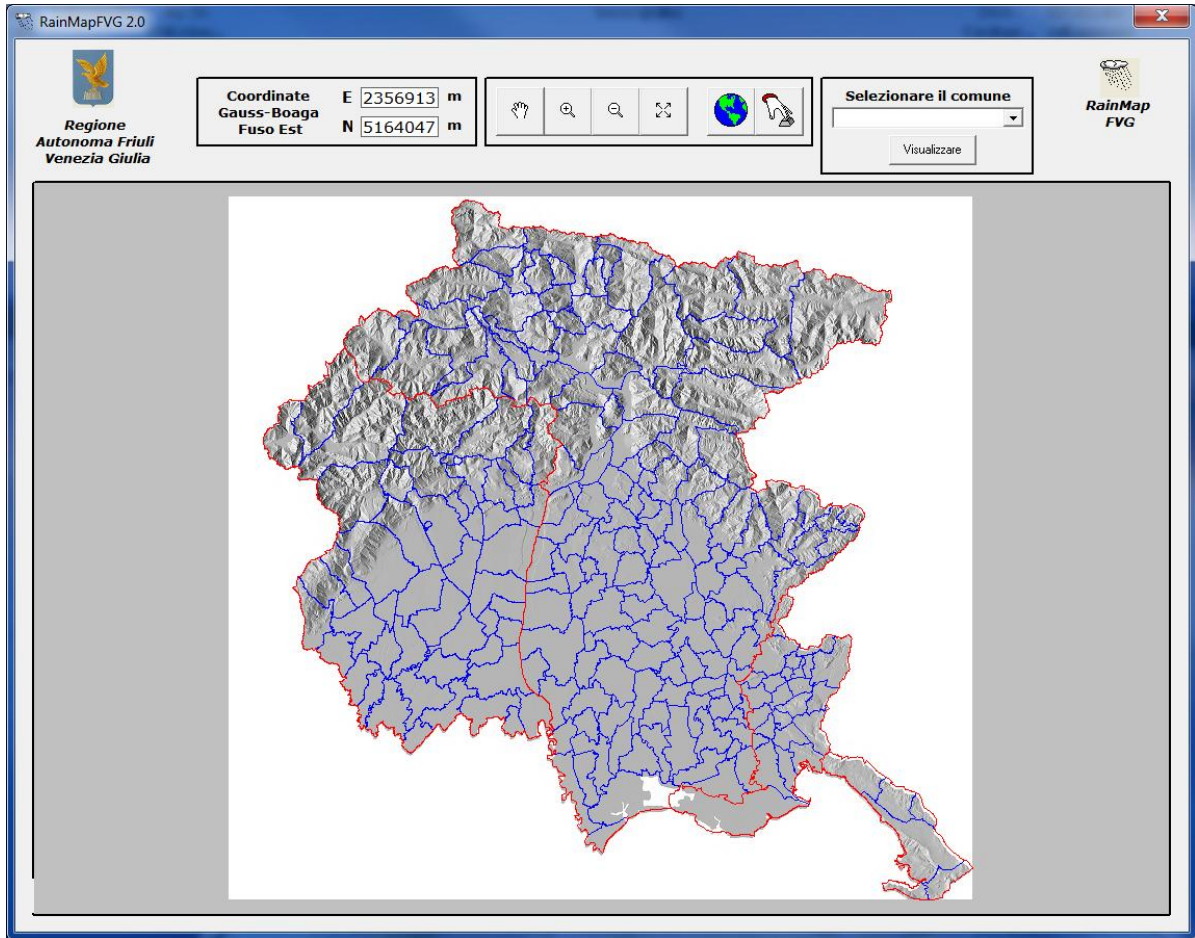 RainMapFVG 2.0
Regione
Autonoma Friuli
Venezia Giulia
Coordinate
Gauss-Boaga
Fuso Est
E 2356913 m
N 5164047 m
Selezionare il comune
Visualizzare
RainMap
FVG